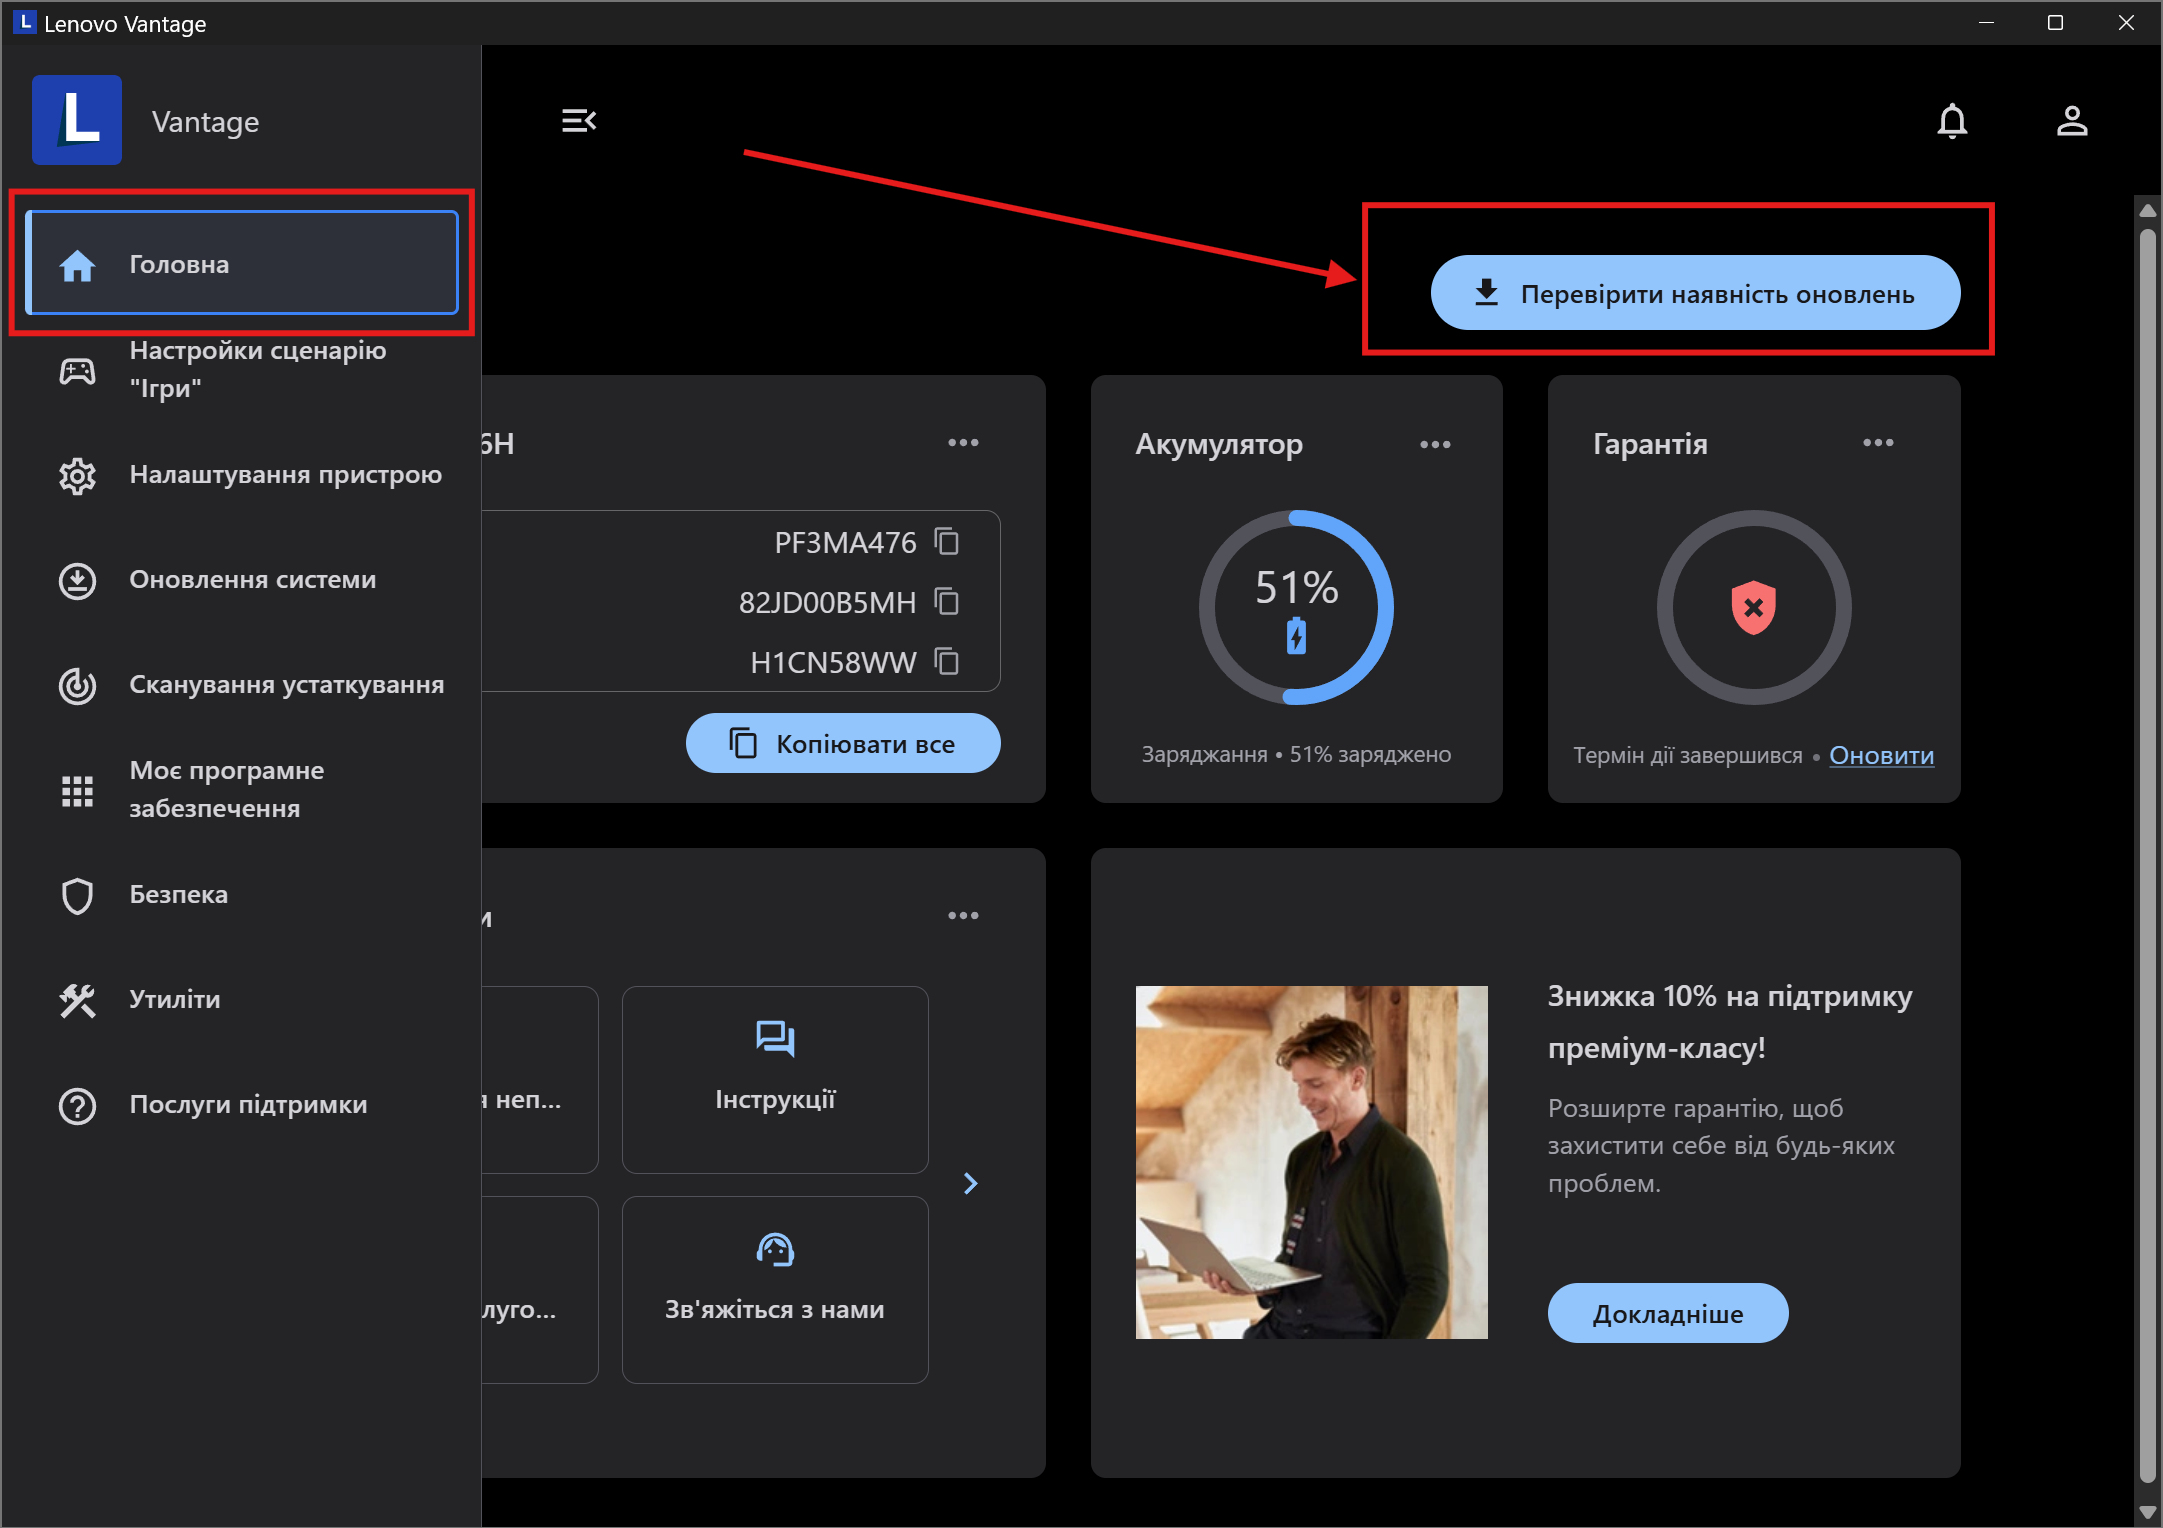 Lenovo Vantage
Vantage
Головна
Настройки сценарію
"Ігри"
Налаштування пристрою
Оновлення системи
Сканування устаткування
Моє програмне
забезпечення
Безпека
Утиліти
Послуги підтримки
Перевірити наявність оновлень
6H
PF3MA476
82JD00B5MH
H1CN58WW
Копіювати все
Акумулятор
51%
Заряджання • 51% заряджено
Гарантія
Термін дії завершився • Оновити
и
я неп...
Інструкції
луго...
Зв'яжіться з нами
Знижка 10% на підтримку
преміум-класу!
Розширте гарантію, щоб
захистити себе від будь-яких
проблем.
Докладніше